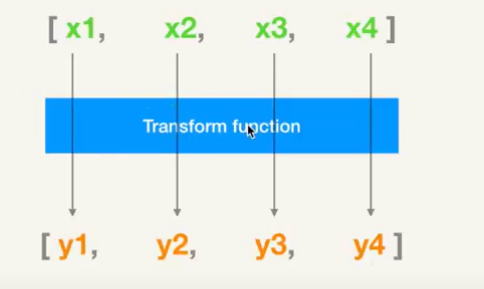 [ x1, x2, x3, x4 ]
Transform function
[ y1, y2, y3, y4 ]